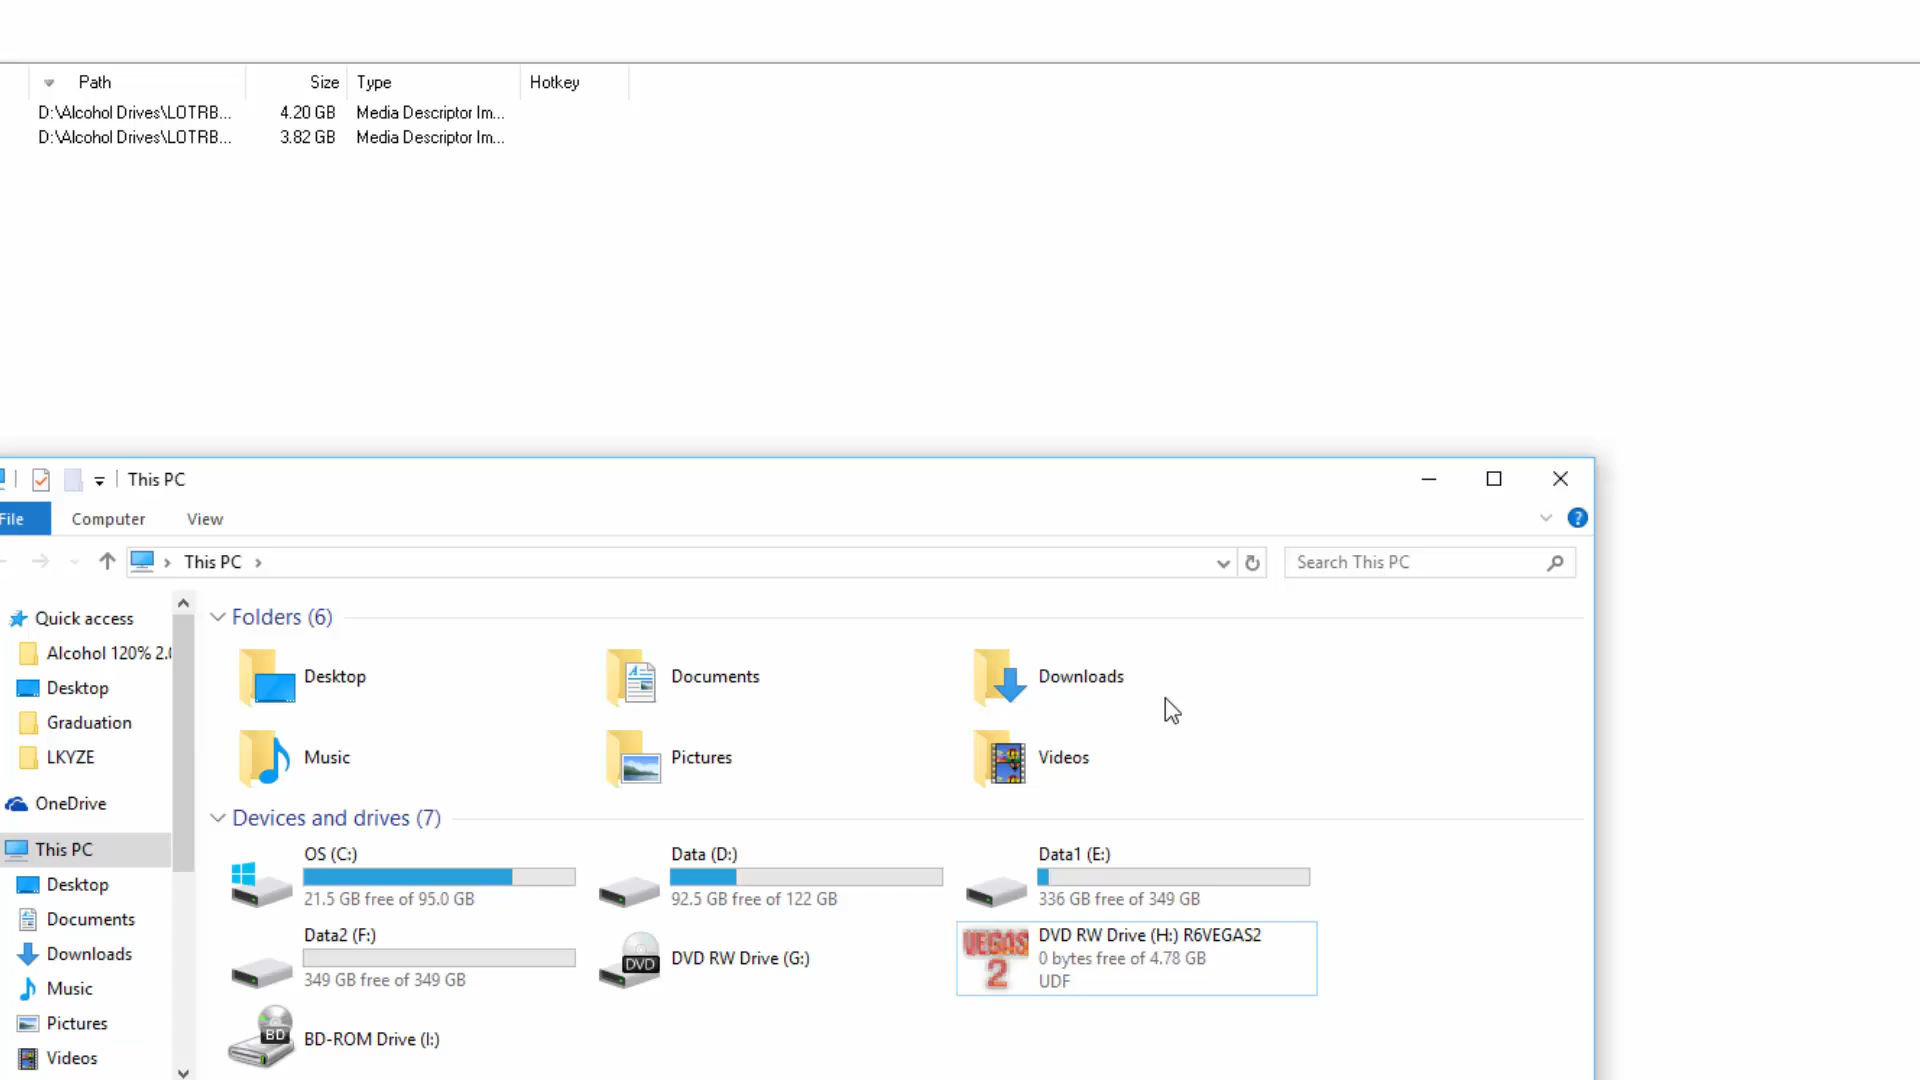 Path Size Type Hotkey
D:\Alcohol Drives\LOTRB... 4.20 GB Media Descriptor Im...
D:\Alcohol Drives\LOTRB... 3.82 GB Media Descriptor Im...
This PC
File Computer View
This PC
Search This PC
Quick access
Alcohol 120% 2.
Desktop
Graduation
LKYZE
OneDrive
This PC
Desktop
Documents
Downloads
Music
Pictures
Videos
Folders (6)
Desktop
Documents
Downloads
Music
Pictures
Videos
Devices and drives (7)
OS (C:)
21.5 GB free of 95.0 GB
Data (D:)
92.5 GB free of 122 GB
Data1 (E:)
336 GB free of 349 GB
Data2 (F:)
349 GB free of 349 GB
DVD
DVD RW Drive (G:)
VEGAS
2
DVD RW Drive (H:) R6VEGAS2
0 bytes free of 4.78 GB
UDF
BD
BD-ROM Drive (I:)